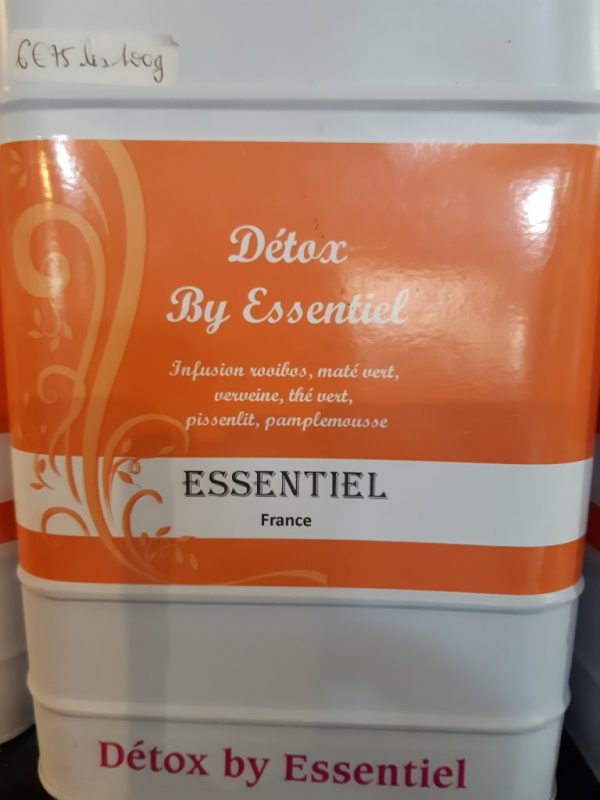 6€75 les 100g
Détox
By Essentiel
Infusion rooibos, maté vert,
verveine, thé vert,
pissenlit, pamplemousse
ESSENTIEL
France
Détox by Essentiel